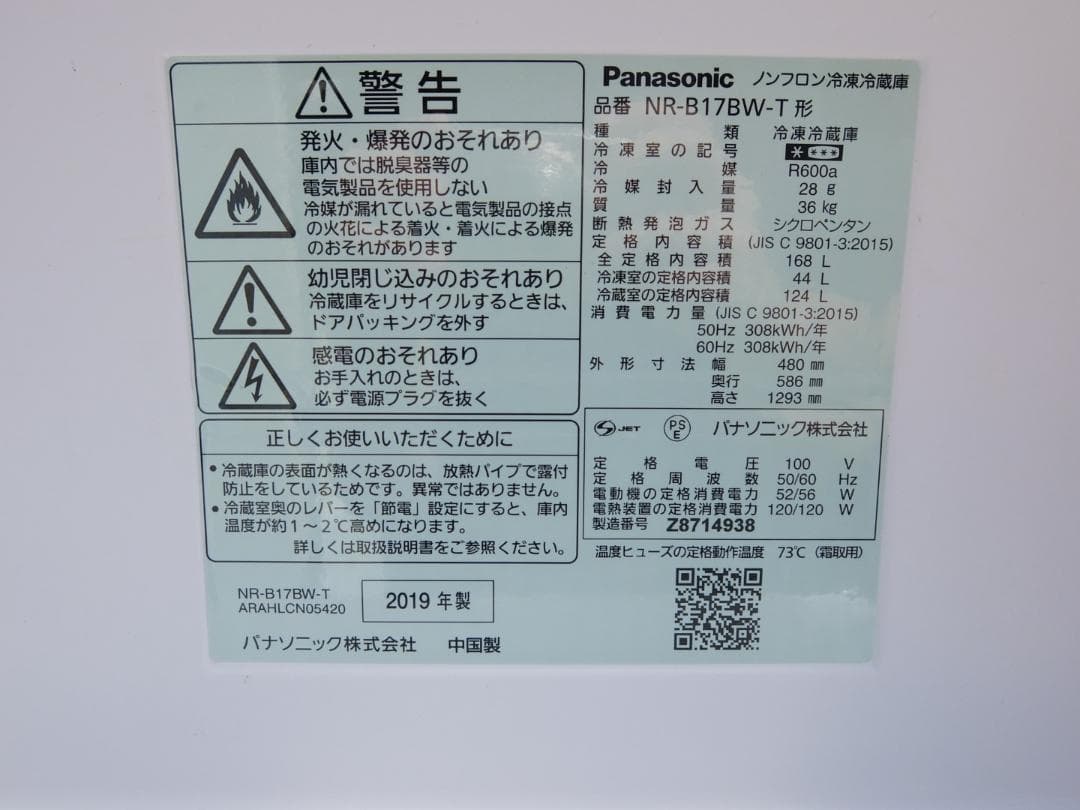 警告
発火・爆発のおそれあり
庫内では脱臭器等の
電気製品を使用しない
冷媒が漏れていると電気製品の接点
の火花による着火・着火による爆発
のおそれがあります
幼児閉じ込みのおそれあり
冷蔵庫をリサイクルするときは、
ドアパッキングを外す
感電のおそれあり
お手入れのときは、
必ず電源プラグを抜く
正しくお使いいただくために
•冷蔵庫の表面が熱くなるのは、放熱パイプで露付
防止をしているためです。異常ではありません。
•冷蔵室奥のレバーを「節電」設定にすると、庫内
温度が約1～2℃高めになります。
詳しくは取扱説明書をご参照ください。
NR-B17BW-T
ARAHLCN05420
2019 年製
パナソニック株式会社 中国製
Panasonic ノンフロン冷凍冷蔵庫
品番 NR-B17BW-T 形
種類 冷凍冷蔵庫
冷凍室の記号 * ***
冷媒 R600a
冷媒封入量 28 g
質量 36 kg
断熱発泡ガス シクロペンタン
定格内容積 (JIS C 9801-3:2015)
全定格内容積 168 L
冷凍室の定格内容積 44 L
冷蔵室の定格内容積 124 L
消費電力量 (JIS C 9801-3:2015)
50Hz 308kWh/年
60Hz 308kWh/年
外形寸法 幅 480 mm
奥行 586 mm
高さ 1293 mm
S JET PS E パナソニック株式会社
定格電圧 100 V
定格周波数 50/60 Hz
電動機の定格消費電力 52/56 W
電熱装置の定格消費電力 120/120 W
製造番号 Z8714938
温度ヒューズの定格動作温度 73℃ (霜取用)